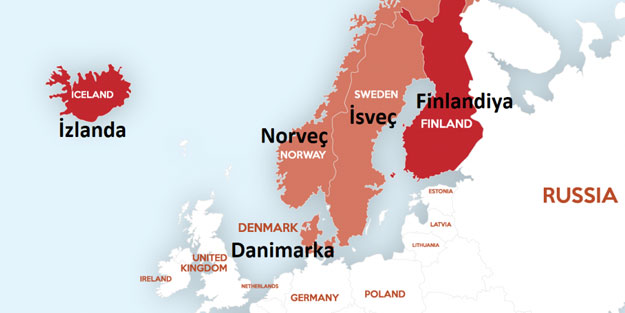 ICELAND
İzlanda
SWEDEN
İsveç
Finlandiya
FINLAND
Norveç
NORWAY
ESTONIA
RUSSIA
LATVIA
DENMARK
Danimarka
LITHUANIA
UNITED
KINGDOM
IRELAND
NETHERLANDS
GERMANY
POLAND